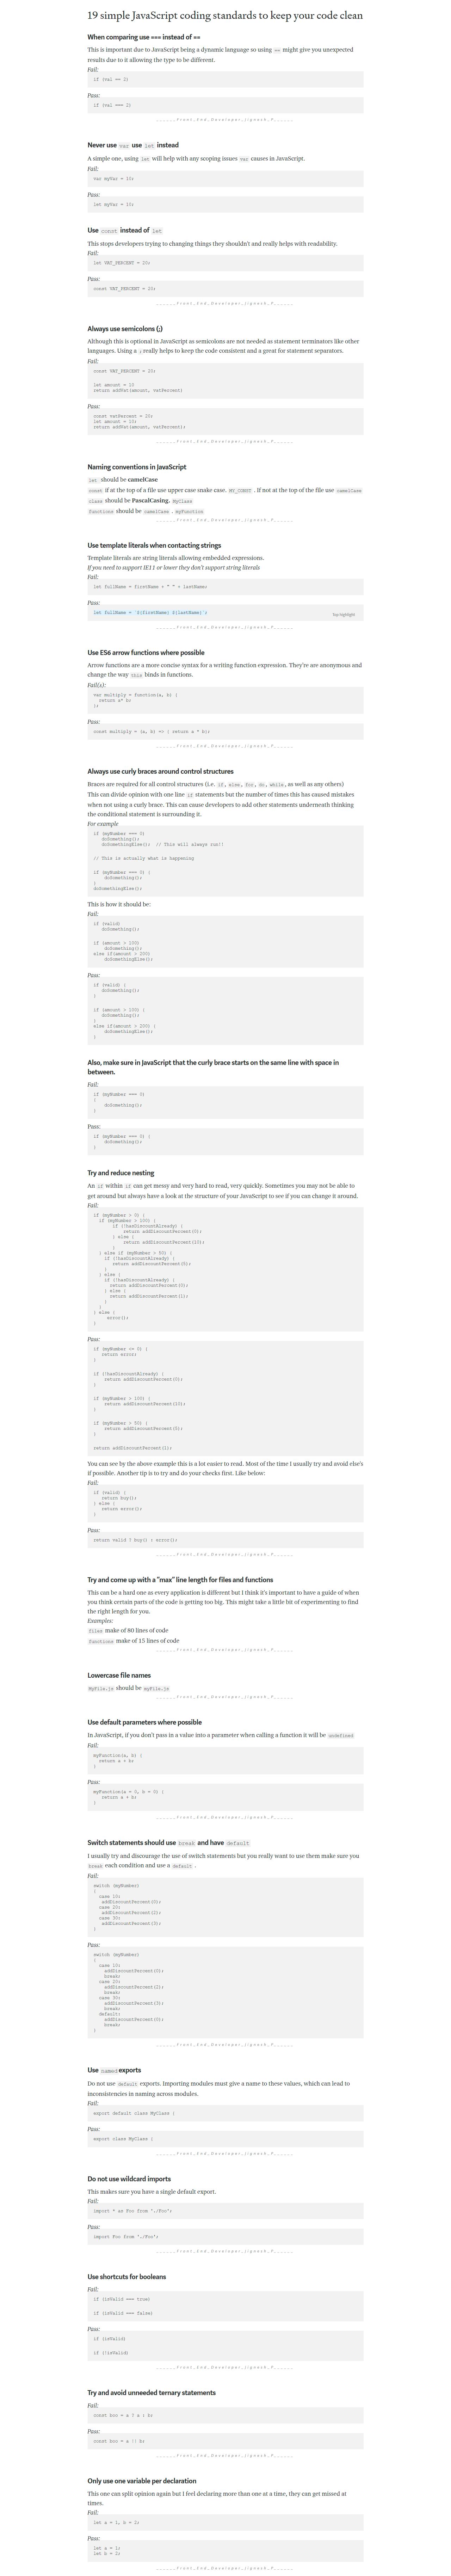 19 simple JavaScript coding standards to keep your code clean
When comparing use === instead of ==
This is important due to JavaScript being a dynamic language so using == might give you unexpected
results due to it allowing the type to be different.
Fail:
if (val == 2)
Pass:
if (val === 2)
Never use var use let instead
A simple one, using let will help with any scoping issues var causes in JavaScript.
Fail:
var myVar = 10;
Pass:
let myVar = 10;
Use const instead of let
This stops developers trying to changing things they shouldn't and really helps with readability.
Fail:
let VAT_PERCENT = 20;
Pass:
const VAT_PERCENT = 20;
Always use semicolons (;)
Although this is optional in JavaScript as semicolons are not needed as statement terminators like other
languages. Using a ; really helps to keep the code consistent and a great for statement separators.
Fail:
const VAT_PERCENT = 20;
let amount = 10
return addVat(amount, vatPercent)
Pass:
const vatPercent = 20;
let amount = 10;
return addVat(amount, vatPercent);
Naming conventions in JavaScript
let should be camelCase
const if at the top of a file use upper case snake case. MY_CONST . If not at the top of the file use camelCase
class should be PascalCasing. MyClass
functions should be camelCase . myFunction
Use template literals when contacting strings
Template literals are string literals allowing embedded expressions.
If you need to support IE11 or lower they don't support string literals
Fail:
let fullName = firstName + " " + lastName;
Pass:
let fullName = `${firstName} ${lastName}`;
Top highlight
Use ES6 arrow functions where possible
Arrow functions are a more concise syntax for a writing function expression. They're are anonymous and
change the way this binds in functions.
Fail(s):
var multiply = function(a, b) {
return a* b;
};
Pass:
const multiply = (a, b) => { return a * b};
Always use curly braces around control structures
Braces are required for all control structures (i.e. if, else, for, do, while, as well as any others)
This can divide opinion with one line if statements but the number of times this has caused mistakes
when not using a curly brace. This can cause developers to add other statements underneath thinking
the conditional statement is surrounding it.
For example
if (myNumber === 0)
doSomething();
doSomethingElse();  // This will always run!!
// This is actually what is happening
if (myNumber === 0) {
doSomething();
}
doSomethingElse();
This is how it should be:
Fail:
if (valid)
doSomething();
if (amount > 100)
doSomething();
else if(amount > 200)
doSomethingElse();
Pass:
if (valid) {
doSomething();
}
if (amount > 100) {
doSomething();
}
else if(amount > 200) {
doSomethingElse();
}
Also, make sure in JavaScript that the curly brace starts on the same line with space in
between.
Fail:
if (myNumber === 0)
{
doSomething();
}
Pass:
if (myNumber === 0) {
doSomething();
}
Try and reduce nesting
An if within if can get messy and very hard to read, very quickly. Sometimes you may not be able to
get around but always have a look at the structure of your JavaScript to see if you can change it around.
Fail:
if (myNumber > 0) {
if (myNumber > 100) {
if (!hasDiscountAlready) {
return addDiscountPercent(0);
} else {
return addDiscountPercent(10);
}
} else if (myNumber > 50) {
if (!hasDiscountAlready) {
return addDiscountPercent(5);
}
} else {
if (!hasDiscountAlready) {
return addDiscountPercent(0);
} else {
return addDiscountPercent(1);
}
}
} else {
error();
}
Pass:
if (myNumber <= 0) {
return error;
}
if (!hasDiscountAlready) {
return addDiscountPercent(0);
}
if (myNumber > 100) {
return addDiscountPercent(10);
}
if (myNumber > 50) {
return addDiscountPercent(5);
}
return addDiscountPercent(1);
You can see by the above example this is a lot easier to read. Most of the time I usually try and avoid else's
if possible. Another tip is to try and do your checks first. Like below:
Fail:
if (valid) {
return buy();
} else {
return error();
}
Pass:
return valid ? buy() : error();
Try and come up with a "max" line length for files and functions
This can be a hard one as every application is different but I think it's important to have a guide of when
you think certain parts of the code is getting too big. This might take a little bit of experimenting to find
the right length for you.
Examples:
files make of 80 lines of code
functions make of 15 lines of code
Lowercase file names
MyFile.js should be myFile.js
Use default parameters where possible
In JavaScript, if you don't pass in a value into a parameter when calling a function it will be undefined
Fail:
myFunction(a, b) {
return a + b;
}
Pass:
myFunction(a = 0, b = 0) {
return a + b;
}
Switch statements should use break and have default
I usually try and discourage the use of switch statements but you really want to use them make sure you
break each condition and use a default .
Fail:
switch (myNumber)
{
case 10:
addDiscountPercent(0);
case 20:
addDiscountPercent(2);
case 30:
addDiscountPercent(3);
}
Pass:
switch (myNumber)
{
case 10:
addDiscountPercent(0);
break;
case 20:
addDiscountPercent(2);
break;
case 30:
addDiscountPercent(3);
break;
default:
addDiscountPercent(0);
break;
}
Use named exports
Do not use default exports. Importing modules must give a name to these values, which can lead to
inconsistencies in naming across modules.
Fail:
export default class MyClass {
Pass:
export class MyClass {
Do not use wildcard imports
This makes sure you have a single default export.
Fail:
import * as Foo from './Foo';
Pass:
import Foo from './Foo';
Use shortcuts for booleans
Fail:
if (isValid === true)
if (isValid === false)
Pass:
if (isValid)
if (!isValid)
Try and avoid unneeded ternary statements
Fail:
const boo = a ? a : b;
Pass:
const boo = a || b;
Only use one variable per declaration
This one can split opinion again but I feel declaring more than one at a time, they can get missed at
times.
Fail:
let a = 1, b = 2;
Pass:
let a = 1;
let b = 2;